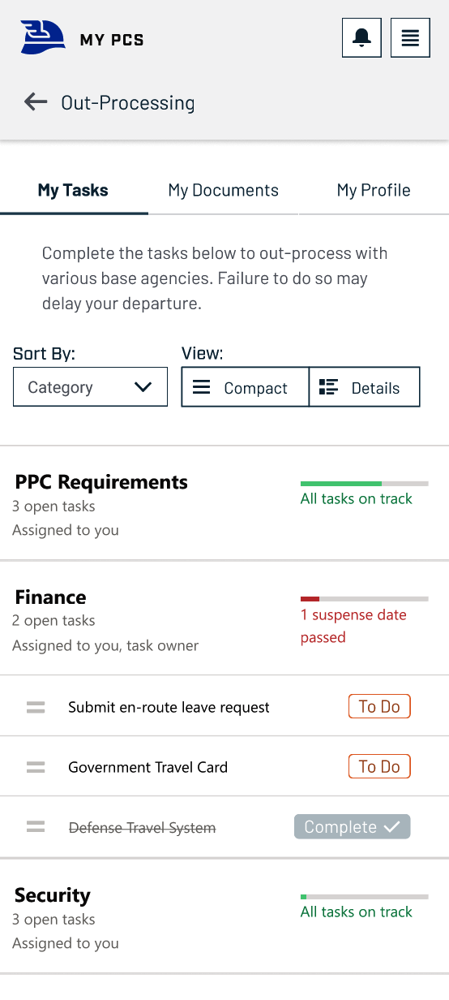 MY PCS
Out-Processing
My Tasks My Documents My Profile
Complete the tasks below to out-process with
various base agencies. Failure to do so may
delay your departure.
Sort By: View:
Category Compact Details
PPC Requirements
3 open tasks
Assigned to you
All tasks on track
Finance
2 open tasks
Assigned to you, task owner
1 suspense date
passed
Submit en-route leave request To Do
Government Travel Card To Do
Defense Travel System Complete
Security
3 open tasks
Assigned to you
All tasks on track